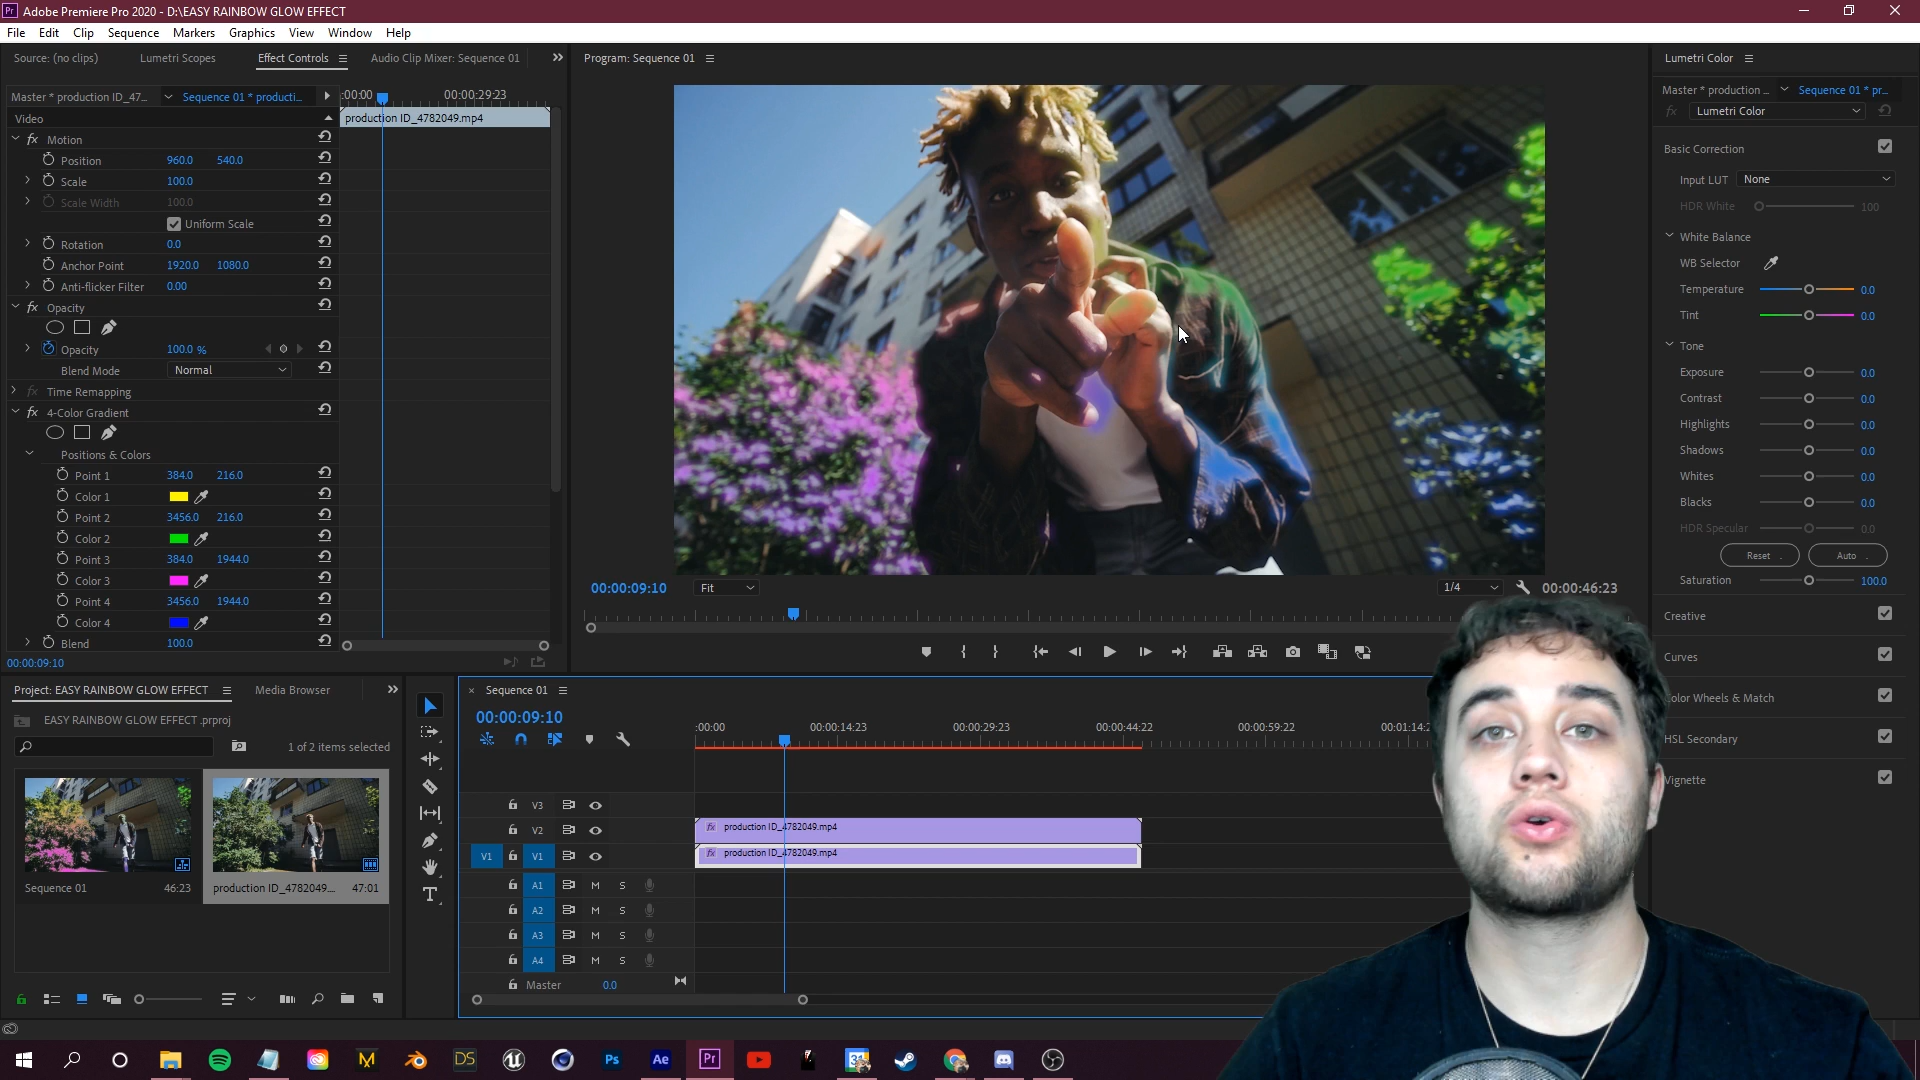 Pr Adobe Premiere Pro 2020 - D:\EASY RAINBOW GLOW EFFECT
File Edit Clip Sequence Markers Graphics View Window Help
Source: (no clips) Lumetri Scopes Effect Controls Audio Clip Mixer: Sequence 01
Master * production ID_47... Sequence 01 * producti...
:00:00 00:00:29:23
Video
production ID_4782049.mp4
fx Motion
Position 960.0 540.0
Scale 100.0
Scale Width 100.0
Uniform Scale
Rotation 0.0
Anchor Point 1920.0 1080.0
Anti-flicker Filter 0.00
fx Opacity
Opacity 100.0 %
Blend Mode Normal
fx Time Remapping
fx 4-Color Gradient
Positions & Colors
Point 1 384.0 216.0
Color 1
Point 2 3456.0 216.0
Color 2
Point 3 384.0 1944.0
Color 3
Point 4 3456.0 1944.0
Color 4
Blend 100.0
00:00:09:10
Program: Sequence 01
00:00:09:10 Fit 1/4 00:00:46:23
Lumetri Color
Master * production ... Sequence 01 * pr...
fx Lumetri Color
Basic Correction
Input LUT None
HDR White 100
White Balance
WB Selector
Temperature 0.0
Tint 0.0
Tone
Exposure 0.0
Contrast 0.0
Highlights 0.0
Shadows 0.0
Whites 0.0
Blacks 0.0
HDR Specular 0.0
Reset Auto
Saturation 100.0
Creative
Curves
Color Wheels & Match
HSL Secondary
Vignette
Project: EASY RAINBOW GLOW EFFECT Media Browser
EASY RAINBOW GLOW EFFECT .prproj
1 of 2 items selected
Sequence 01 46:23
production ID_4782049.... 47:01
T
× Sequence 01
00:00:09:10
:00:00 00:00:14:23 00:00:29:23 00:00:44:22 00:00:59:22 00:01:14:2
V3
V2
fx production ID_4782049.mp4
V1 V1
fx production ID_4782049.mp4
A1 M S
A2 M S
A3 M S
A4 M S
Master 0.0
M DS Ps Ae Pr 31